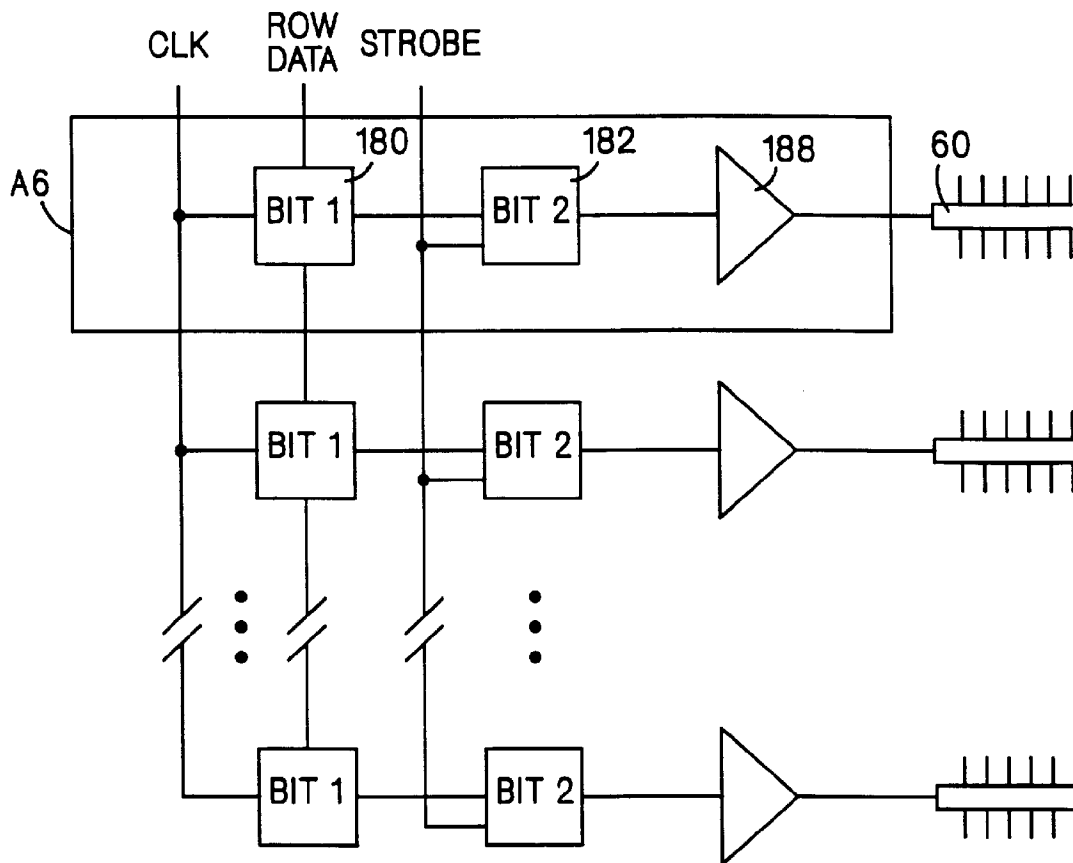 CLK
ROW DATA
STROBE
A6
180
182
188
60
BIT 1
BIT 2
BIT 1
BIT 2
BIT 1
BIT 2